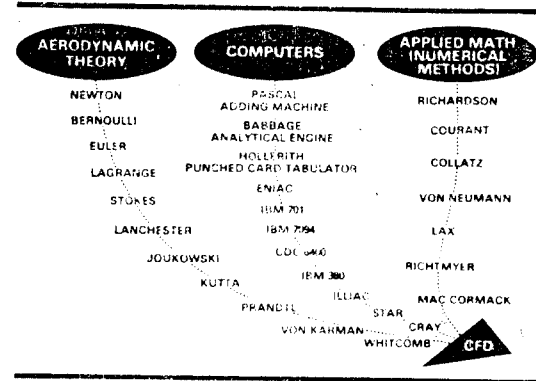 AERODYNAMIC
THEORY
NEWTON
BERNOULLI
EULER
LAGRANGE
STOKES
LANCHESTER
JOUKOWSKI
KUTTA
PRANDTL
VON KARMAN
WHITCOMB
COMPUTERS
PASCAL
ADDING MACHINE
BABBAGE
ANALYTICAL ENGINE
HOLLERITH
PUNCHED CARD TABULATOR
ENIAC
IBM 701
IBM 7094
CDC 6400
IBM 360
ILLIAC
STAR
CRAY
APPLIED MATH
(NUMERICAL
METHODS)
RICHARDSON
COURANT
COLLATZ
VON NEUMANN
LAX
RICHTMYER
MAC CORMACK
CFD